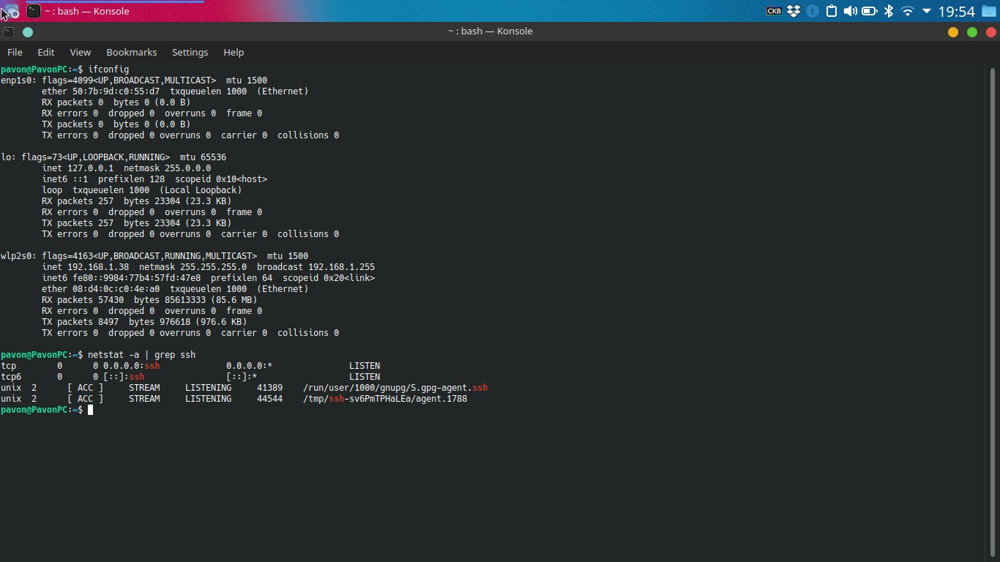 ~ : bash — Konsole
CKB
19:54
~ : bash — Konsole
File Edit View Bookmarks Settings Help
pavon@PavonPC:~$ ifconfig
enp1s0: flags=4099<UP,BROADCAST,MULTICAST>  mtu 1500
        ether 50:7b:9d:c0:55:d7  txqueuelen 1000  (Ethernet)
        RX packets 0  bytes 0 (0.0 B)
        RX errors 0  dropped 0  overruns 0  frame 0
        TX packets 0  bytes 0 (0.0 B)
        TX errors 0  dropped 0 overruns 0  carrier 0  collisions 0

lo: flags=73<UP,LOOPBACK,RUNNING>  mtu 65536
        inet 127.0.0.1  netmask 255.0.0.0
        inet6 ::1  prefixlen 128  scopeid 0x10<host>
        loop  txqueuelen 1000  (Local Loopback)
        RX packets 257  bytes 23304 (23.3 KB)
        RX errors 0  dropped 0  overruns 0  frame 0
        TX packets 257  bytes 23304 (23.3 KB)
        TX errors 0  dropped 0 overruns 0  carrier 0  collisions 0

wlp2s0: flags=4163<UP,BROADCAST,RUNNING,MULTICAST>  mtu 1500
        inet 192.168.1.38  netmask 255.255.255.0  broadcast 192.168.1.255
        inet6 fe80::9984:77b4:57fd:47e8  prefixlen 64  scopeid 0x20<link>
        ether 08:d4:0c:c0:4e:a0  txqueuelen 1000  (Ethernet)
        RX packets 57430  bytes 85613333 (85.6 MB)
        RX errors 0  dropped 0  overruns 0  frame 0
        TX packets 8497  bytes 976618 (976.6 KB)
        TX errors 0  dropped 0 overruns 0  carrier 0  collisions 0

pavon@PavonPC:~$ netstat -a | grep ssh
tcp        0      0 0.0.0.0:ssh             0.0.0.0:*               LISTEN
tcp6       0      0 [::]:ssh                [::]:*                  LISTEN
unix  2      [ ACC ]     STREAM     LISTENING     41389    /run/user/1000/gnupg/S.gpg-agent.ssh
unix  2      [ ACC ]     STREAM     LISTENING     44544    /tmp/ssh-sv6PmTPHaLEa/agent.1788
pavon@PavonPC:~$